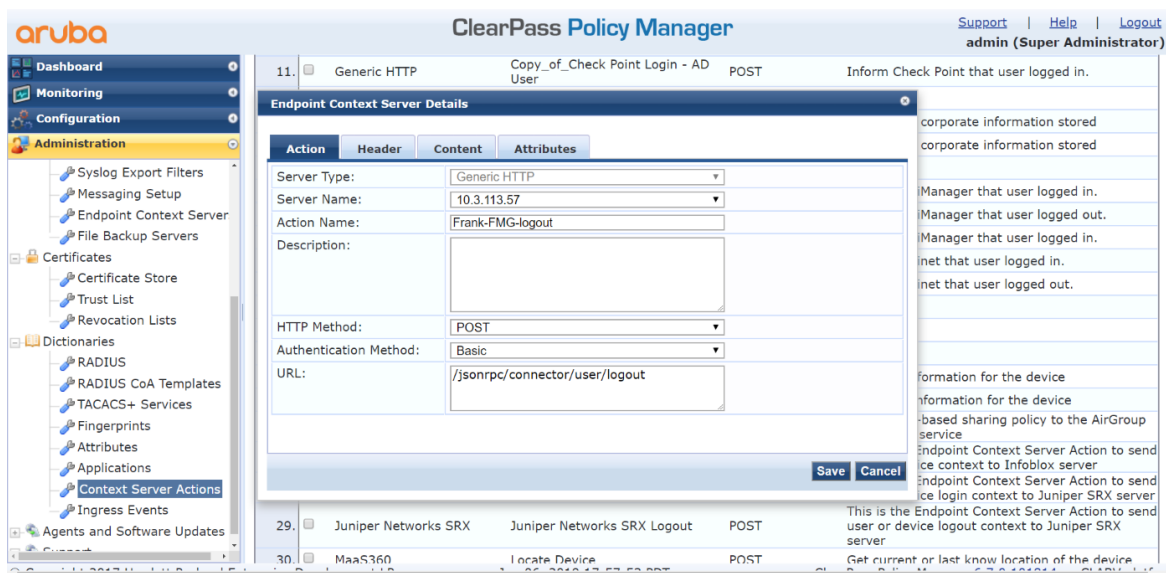 aruba
ClearPass Policy Manager
Support | Help | Logout
admin (Super Administrator)
Dashboard
Monitoring
Configuration
Administration
Syslog Export Filters
Messaging Setup
Endpoint Context Server
File Backup Servers
Certificates
Certificate Store
Trust List
Revocation Lists
Dictionaries
RADIUS
RADIUS CoA Templates
TACACS+ Services
Fingerprints
Attributes
Applications
Context Server Actions
Ingress Events
Agents and Software Updates
11. Generic HTTP Copy_of_Check Point Login - AD User POST Inform Check Point that user logged in.
Endpoint Context Server Details
Action Header Content Attributes
Server Type: Generic HTTP
Server Name: 10.3.113.57
Action Name: Frank-FMG-logout
Description:
HTTP Method: POST
Authentication Method: Basic
URL: /jsonrpc/connector/user/logout
Save Cancel
corporate information stored
corporate information stored
iManager that user logged in.
iManager that user logged out.
iManager that user logged in.
inet that user logged in.
inet that user logged out.
formation for the device
formation for the device
-based sharing policy to the AirGroup
service
Endpoint Context Server Action to send
ce context to Infoblox server
Endpoint Context Server Action to send
ce login context to Juniper SRX server
29. Juniper Networks SRX Juniper Networks SRX Logout POST This is the Endpoint Context Server Action to send
user or device logout context to Juniper SRX
server
30. MaaS360 Locate Device POST Get current or last know location of the device